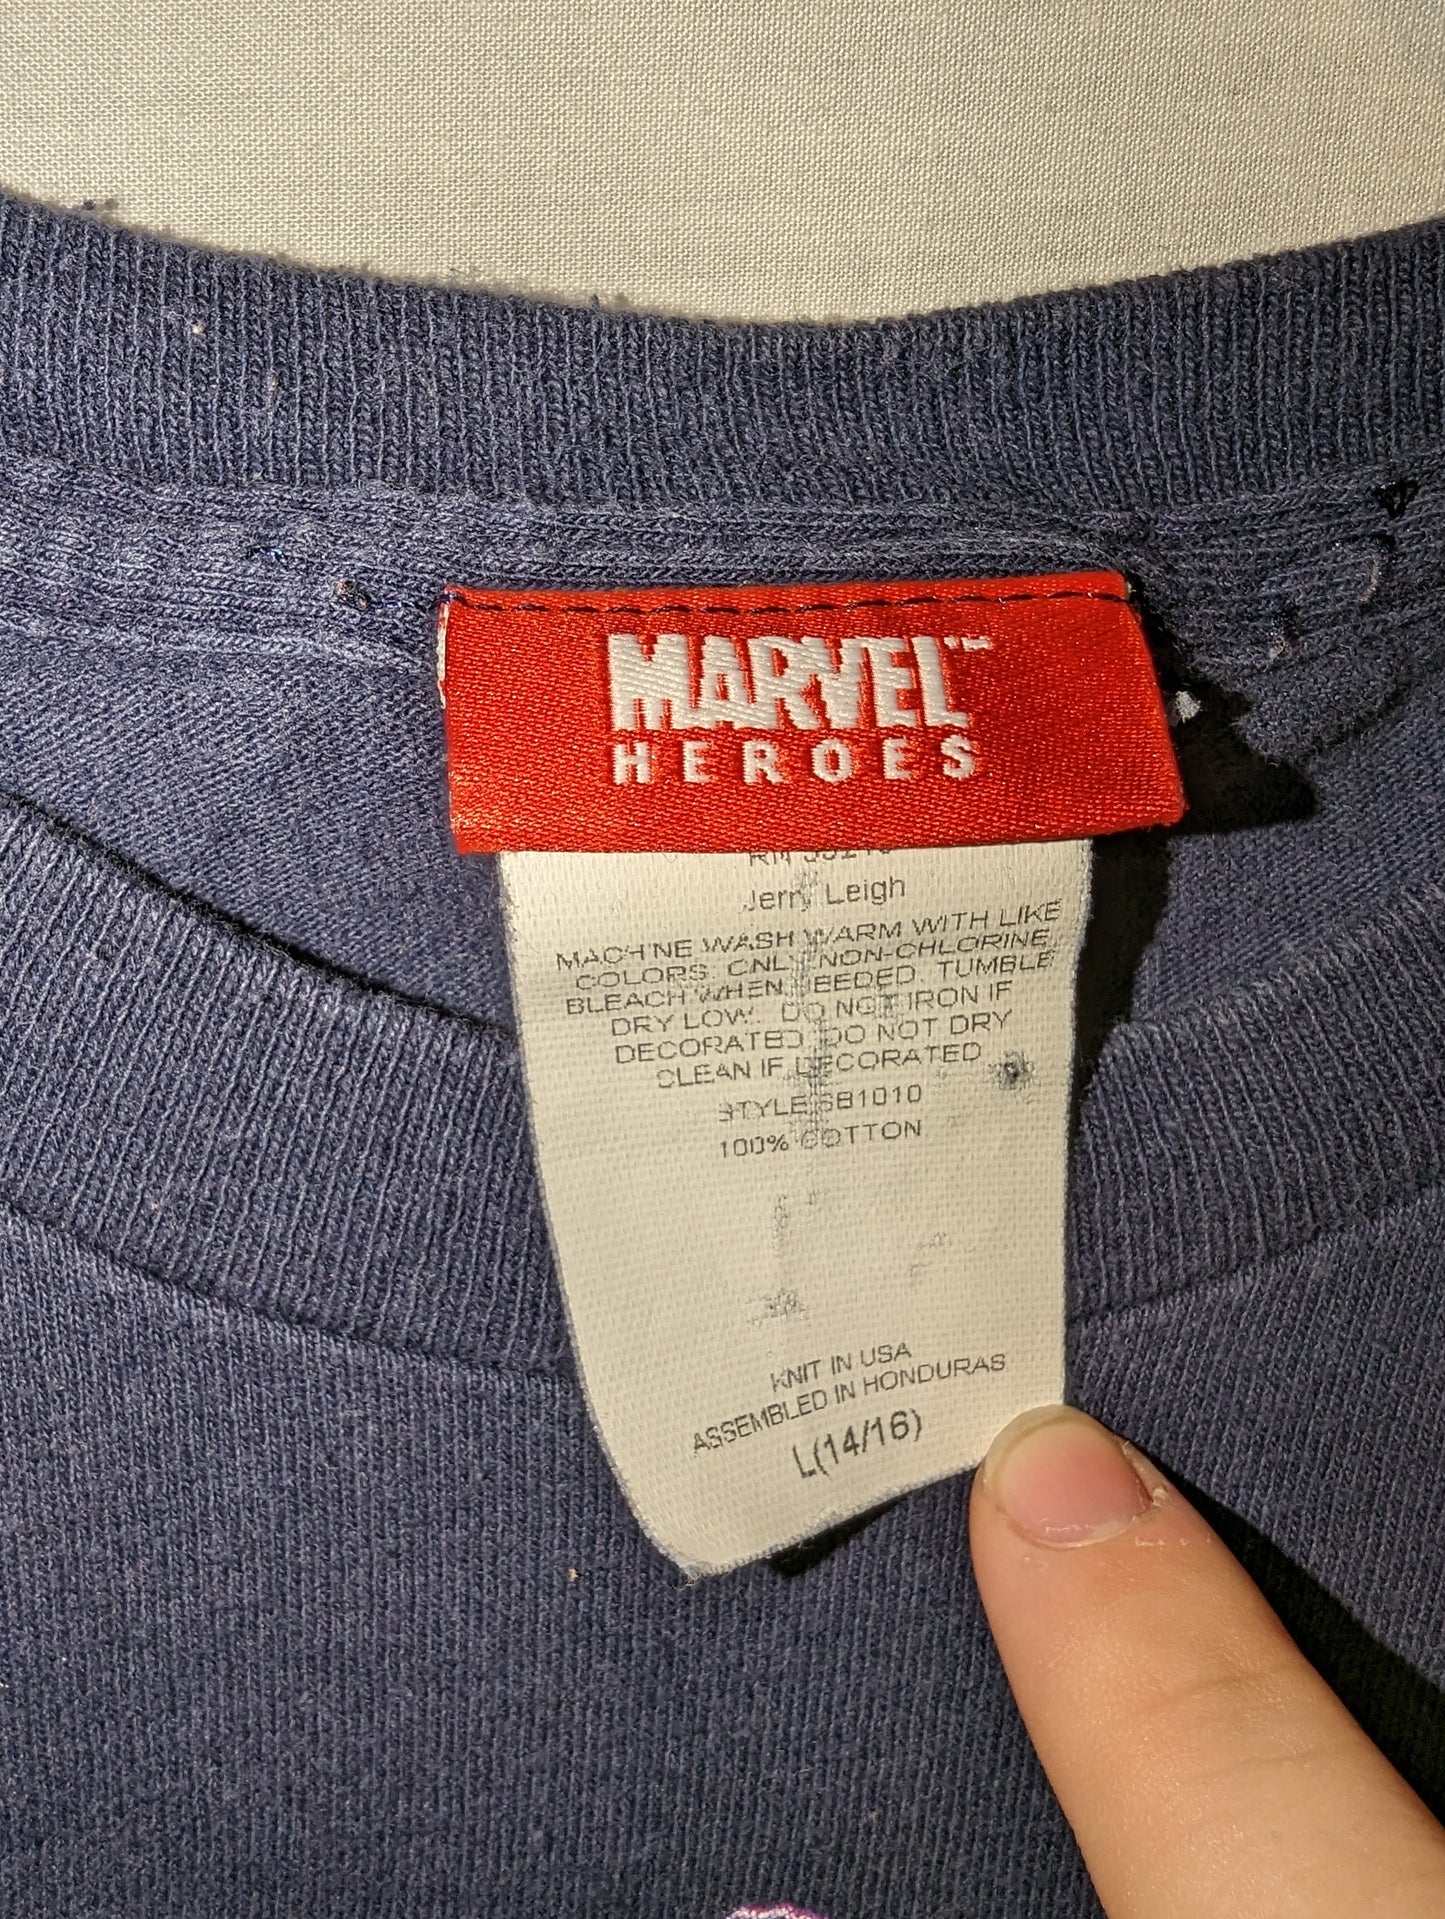 MARVEL™
HEROES
RN
Jerry Leigh
MACHINE WASH WARM WITH LIKE
COLORS. ONLY NON-CHLORINE
BLEACH WHEN NEEDED. TUMBLE
DRY LOW. DO NOT IRON IF
DECORATED. DO NOT DRY
CLEAN IF DECORATED
STYLE SB1010
100% COTTON
KNIT IN USA
ASSEMBLED IN HONDURAS
L(14/16)